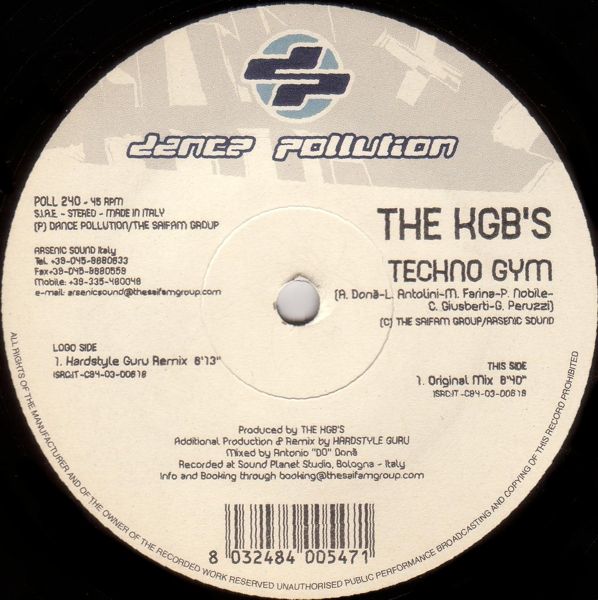 dance pollution
POLL 240 - 45 RPM
S.I.A.E. - STEREO - MADE IN ITALY
(P) DANCE POLLUTION/THE SAIFAM GROUP
ARSENIC SOUND Italy
Tel. +39-045-9880633
Fax+39-045-9880559
Mobile: +39-335-480048
e-mail: arsenicsound@thesaifamgroup.com
THE KGB'S
TECHNO GYM
(A. Donà-L. Antolini-M. Farina-P. Nobile-
C. Giusberti-G. Peruzzi)
(C) THE SAIFAM GROUP/ARSENIC SOUND
LOGO SIDE
1. Hardstyle Guru Remix 6'13"
ISRC:IT-C94-03-00618
THIS SIDE
1. Original Mix 8'40"
ISRC:IT-C94-03-00619
Produced by THE KGB'S
Additional Production & Remix by HARDSTYLE GURU
Mixed by Antonio "DO" Donà
Recorded at Sound Planet Studio, Bologna - Italy
Info and Booking through booking@thesaifamgroup.com
8 032484 005471
ALL RIGHTS OF THE MANUFACTURER AND OF THE OWNER OF THE RECORDED WORK RESERVED UNAUTHORISED PUBLIC PERFORMANCE BROADCASTING AND COPYING OF THIS RECORD PROHIBITED